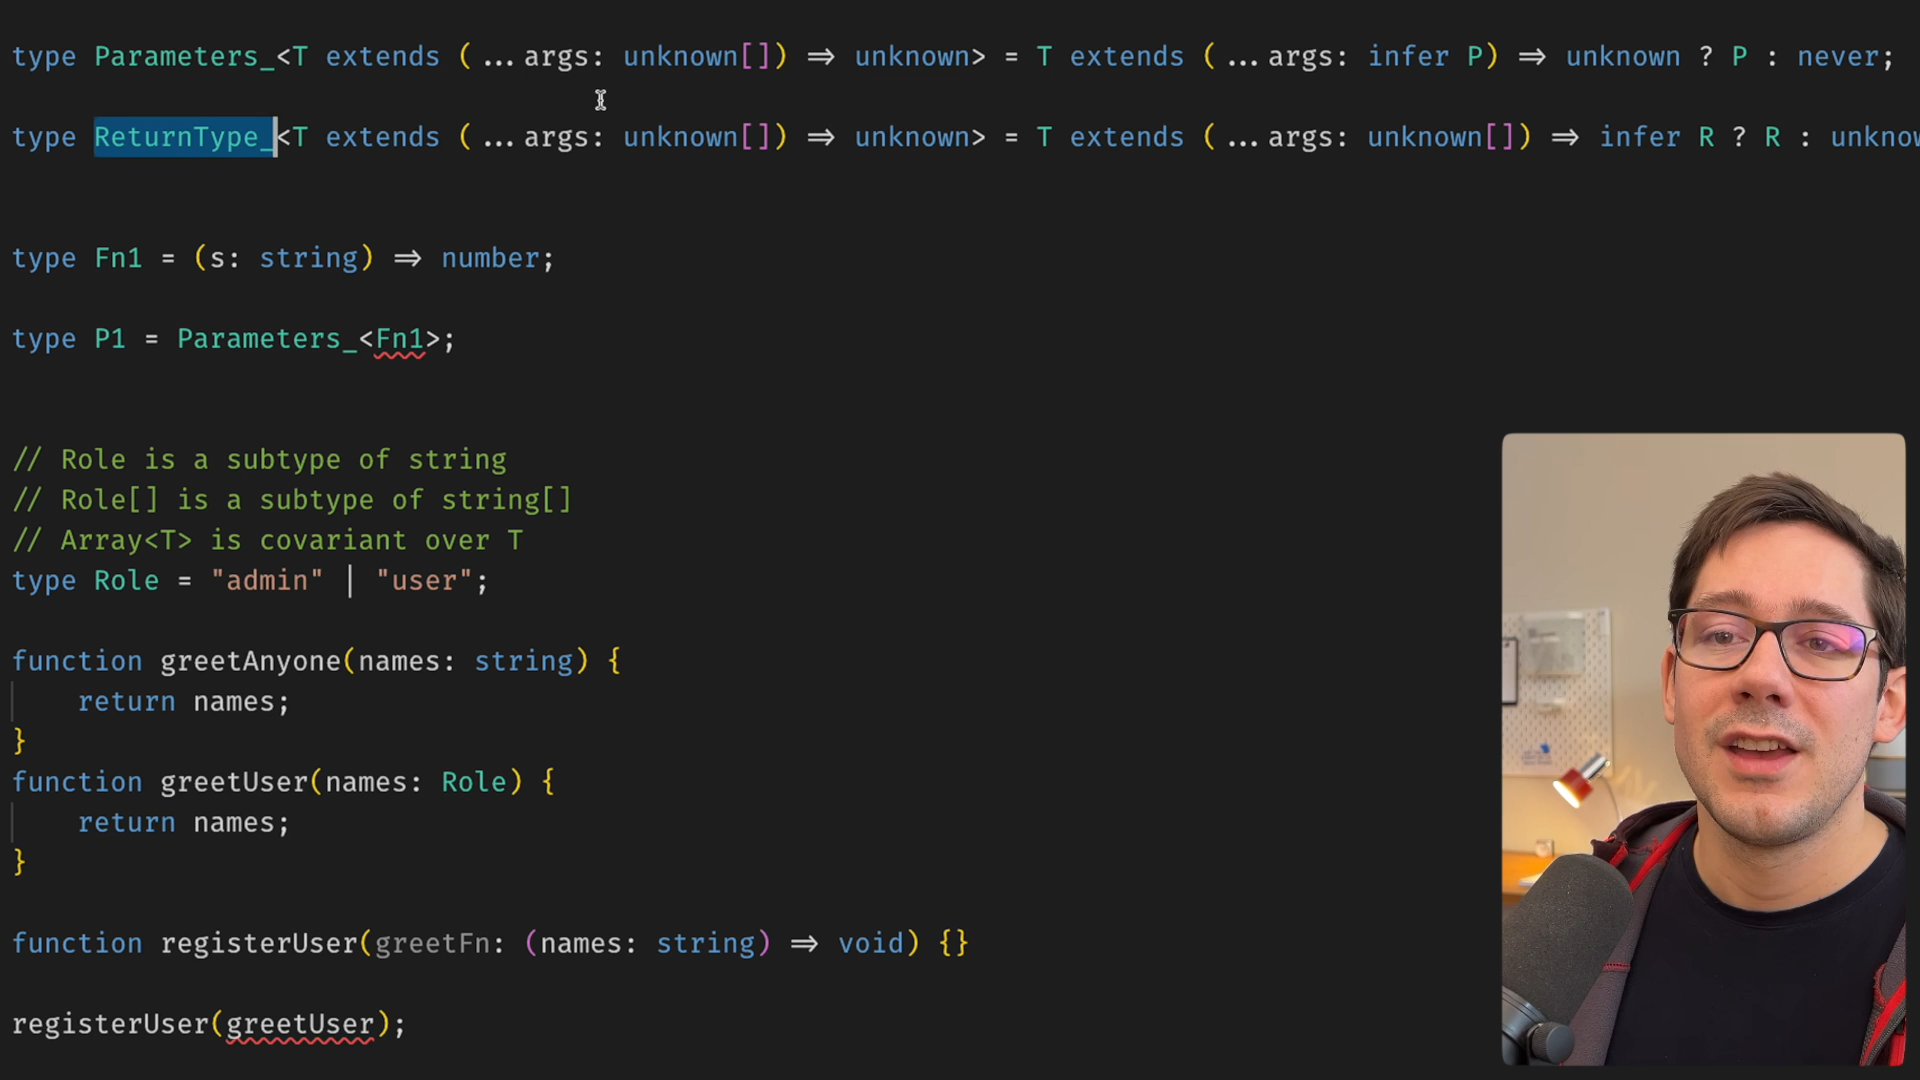 type Parameters_<T extends (...args: unknown[]) => unknown> = T extends (...args: infer P) => unknown ? P : never;
type ReturnType_<T extends (...args: unknown[]) => unknown> = T extends (...args: unknown[]) => infer R ? R : unknow
type Fn1 = (s: string) => number;
type P1 = Parameters_<Fn1>;
// Role is a subtype of string
// Role[] is a subtype of string[]
// Array<T> is covariant over T
type Role = "admin" | "user";
function greetAnyone(names: string) {
    return names;
}
function greetUser(names: Role) {
    return names;
}
function registerUser(greetFn: (names: string) => void) {}
registerUser(greetUser);